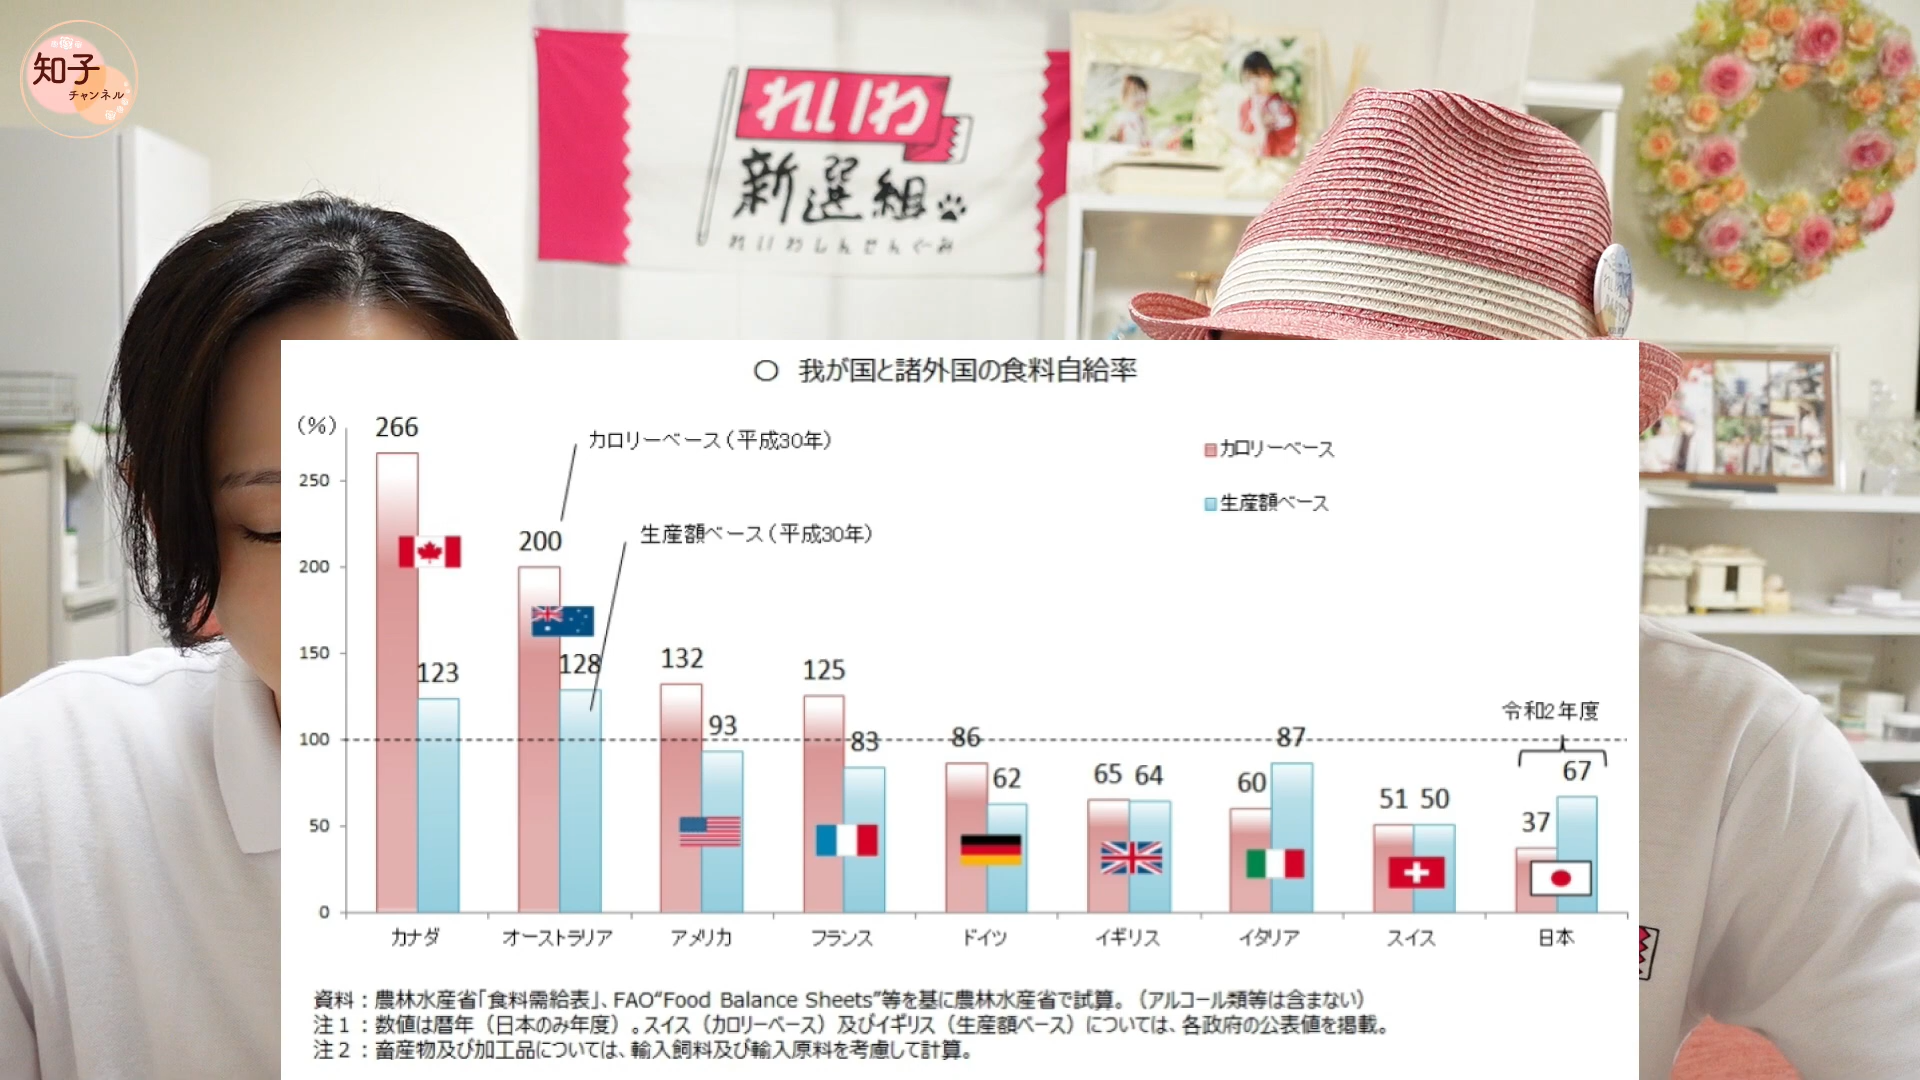 知子
チャンネル
れいわ
新選組
れいわしんせんぐみ
〇 我が国と諸外国の食料自給率
(%)
266
カロリーベース(平成30年)
カロリーベース
250
生産額ベース
200
生産額ベース(平成30年)
200
150
123
128
132
93
125
83
令和2年度
100
86
62
65 64
60
87
51 50
37
67
50
0
カナダ オーストラリア アメリカ フランス ドイツ イギリス イタリア スイス 日本
資料:農林水産省「食料需給表」、FAO“Food Balance Sheets”等を基に農林水産省で試算。(アルコール類等は含まない)
注1:数値は暦年(日本のみ年度)。スイス(カロリーベース)及びイギリス(生産額ベース)については、各政府の公表値を掲載。
注2:畜産物及び加工品については、輸入飼料及び輸入原料を考慮して計算。